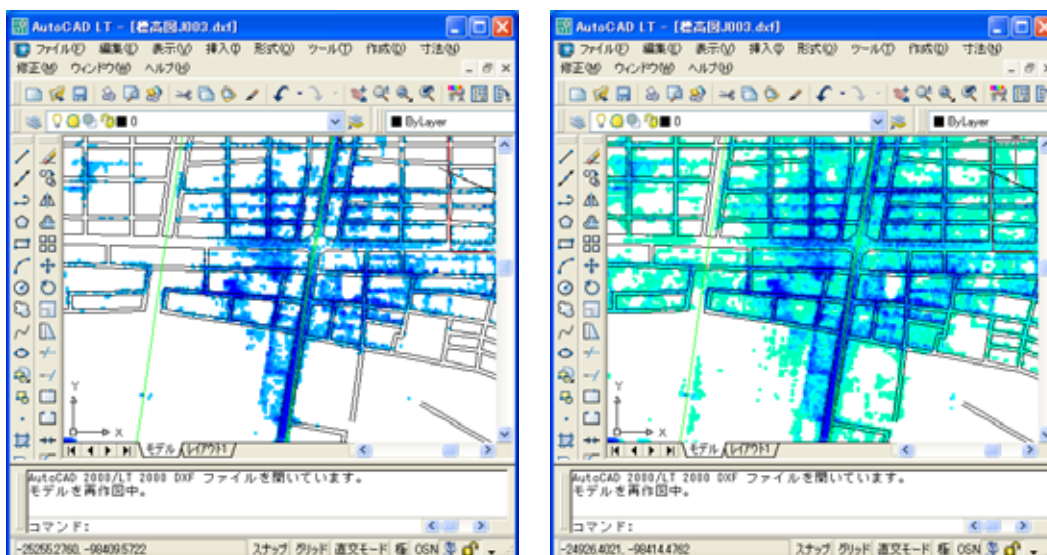 AutoCAD LT - [標高図J003.dxf]
ファイル(F) 編集(E) 表示(V) 挿入(I) 形式(O) ツール(T) 作成(D) 寸法(N)
修正(M) ウィンドウ(W) ヘルプ(H)
0
ByLayer
Y
X
モデル レイアウト1
AutoCAD 2000/LT 2000 DXF ファイルを開いています。
モデルを再作図中。
コマンド:
-25255.2760, -98409.5722 スナップ グリッド 直交モード 極 OSN
AutoCAD LT - [標高図J003.dxf]
ファイル(F) 編集(E) 表示(V) 挿入(I) 形式(O) ツール(T) 作成(D) 寸法(N)
修正(M) ウィンドウ(W) ヘルプ(H)
0
ByLayer
Y
X
モデル レイアウト1
AutoCAD 2000/LT 2000 DXF ファイルを開いています。
モデルを再作図中。
コマンド:
-24926.4021, -98414.4762 スナップ グリッド 直交モード 極 OSN